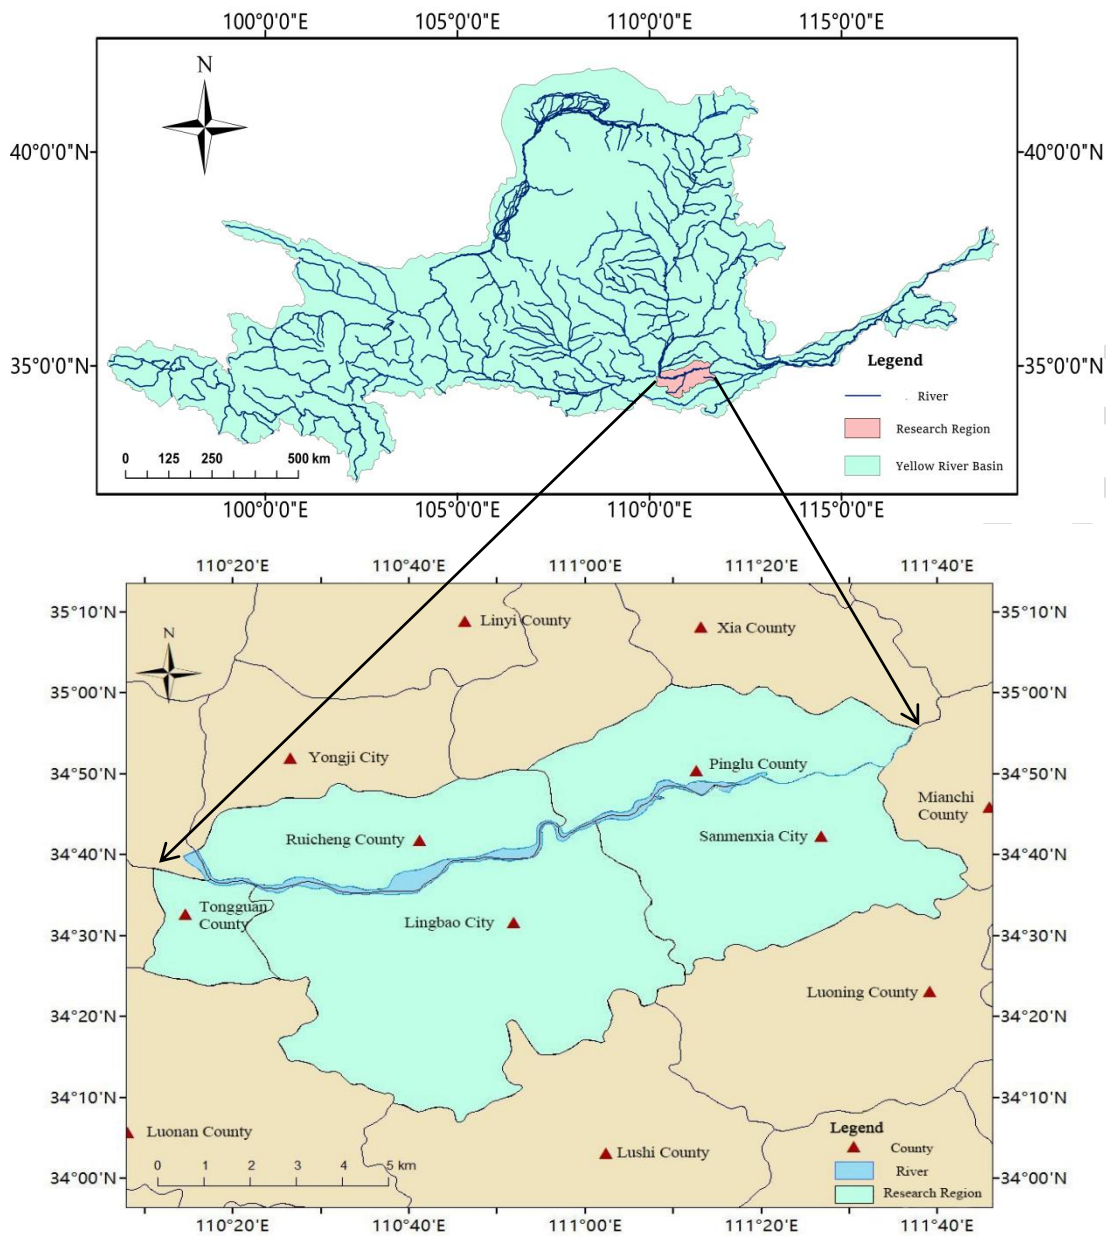 100°0'0"E 105°0'0"E 110°0'0"E 115°0'0"E
N
40°0'0"N 40°0'0"N
35°0'0"N 35°0'0"N
Legend
River
Research Region
Yellow River Basin
0 125 250 500 km
100°0'0"E 105°0'0"E 110°0'0"E 115°0'0"E
110°20'E 110°40'E 111°00'E 111°20'E 111°40'E
35°10'N 35°10'N
Linyi County
Xia County
N
35°00'N 35°00'N
Yongji City
Pinglu County
34°50'N 34°50'N
Mianchi
County
Ruicheng County
Sanmenxia City
34°40'N 34°40'N
Tongguan
County
Lingbao City
34°30'N 34°30'N
Luoning County
34°20'N 34°20'N
34°10'N 34°10'N
Luonan County
Lushi County
Legend
County
River
Research Region
0 1 2 3 4 5 km
34°00'N 34°00'N
110°20'E 110°40'E 111°00'E 111°20'E 111°40'E